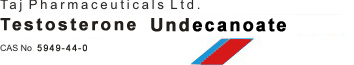 Taj Pharmaceuticals Ltd.
Testosterone Undecanoate
CAS No 5949-44-0